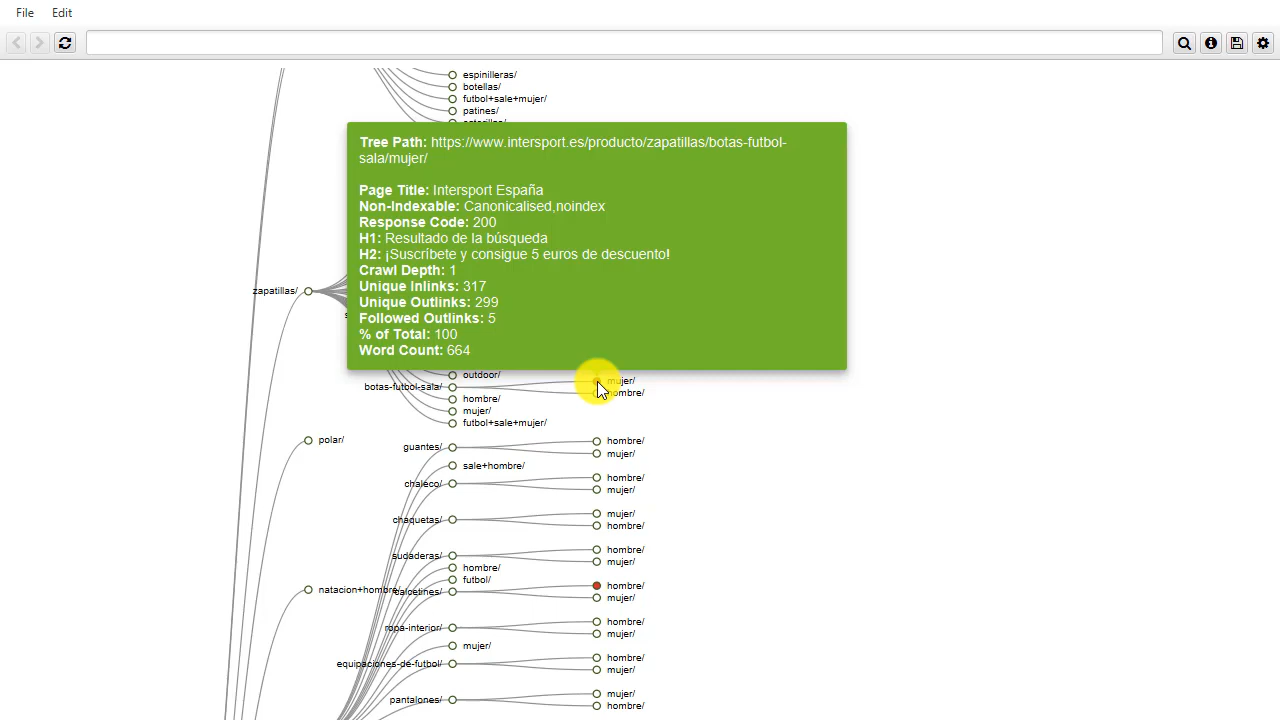 File Edit
espinilleras/
botellas/
futbol+sale+mujer/
patines/
Tree Path: https://www.intersport.es/producto/zapatillas/botas-futbol-
sala/mujer/
Page Title: Intersport España
Non-Indexable: Canonicalised,noindex
Response Code: 200
H1: Resultado de la búsqueda
H2: ¡Suscríbete y consigue 5 euros de descuento!
Crawl Depth: 1
Unique Inlinks: 317
Unique Outlinks: 299
Followed Outlinks: 5
% of Total: 100
Word Count: 664
zapatillas/
outdoor/
mujer/
botas-futbol-sala/
hombre/
hombre/
mujer/
futbol+sale+mujer/
polar/
guantes/
hombre/
mujer/
sale+hombre/
chaleco/
hombre/
mujer/
chaquetas/
mujer/
hombre/
sudaderas/
hombre/
mujer/
hombre/
futbol/
natacion+hombre/
calcetines/
hombre/
mujer/
ropa-interior/
hombre/
mujer/
mujer/
equipaciones-de-futbol/
hombre/
mujer/
pantalones/
mujer/
hombre/